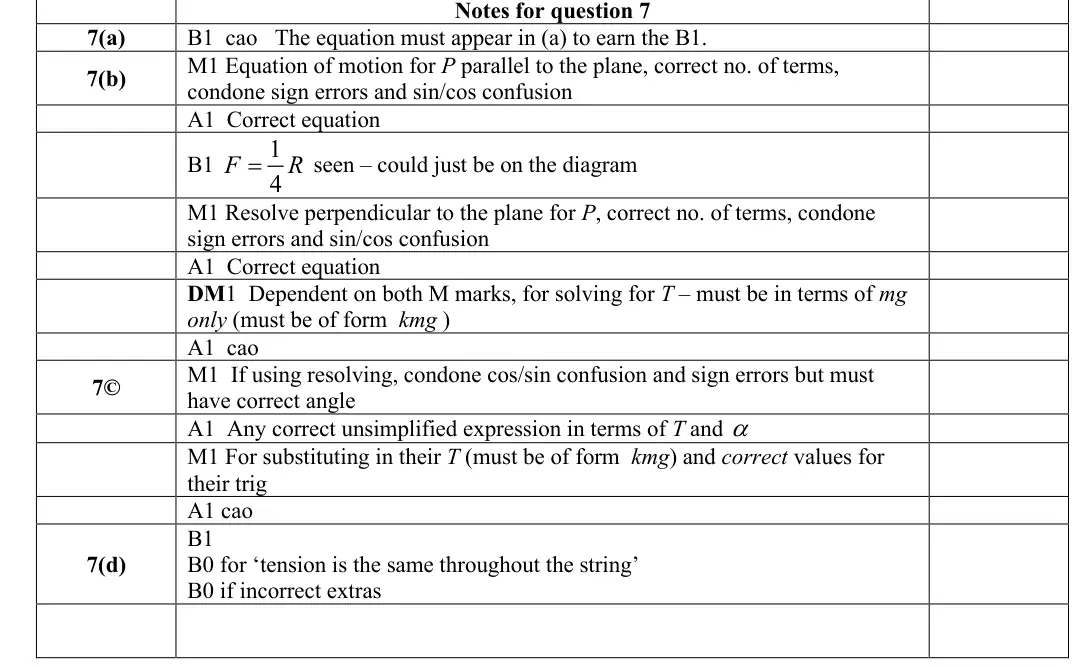 Notes for question 7
7(a) B1 cao The equation must appear in (a) to earn the B1.
7(b) M1 Equation of motion for P parallel to the plane, correct no. of terms,
condone sign errors and sin/cos confusion
A1 Correct equation
B1 F = 1/4 R seen – could just be on the diagram
M1 Resolve perpendicular to the plane for P, correct no. of terms, condone
sign errors and sin/cos confusion
A1 Correct equation
DM1 Dependent on both M marks, for solving for T – must be in terms of mg
only (must be of form kmg )
A1 cao
7© M1 If using resolving, condone cos/sin confusion and sign errors but must
have correct angle
A1 Any correct unsimplified expression in terms of T and α
M1 For substituting in their T (must be of form kmg) and correct values for
their trig
A1 cao
7(d) B1
B0 for ‘tension is the same throughout the string’
B0 if incorrect extras